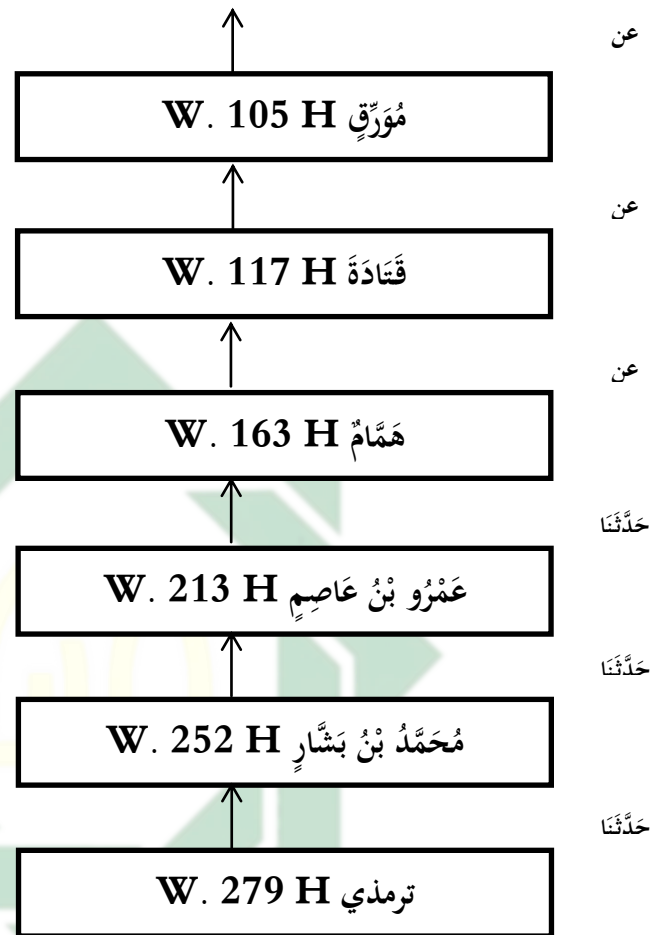 عن
مُوَرِّقٍ W. 105 H
عن
قَتَادَةَ W. 117 H
عن
هَمَّامٌ W. 163 H
حَدَّثَنَا
عَمْرُو بْنُ عَاصِمٍ W. 213 H
حَدَّثَنَا
مُحَمَّدُ بْنُ بَشَّارٍ W. 252 H
حَدَّثَنَا
ترمذي W. 279 H